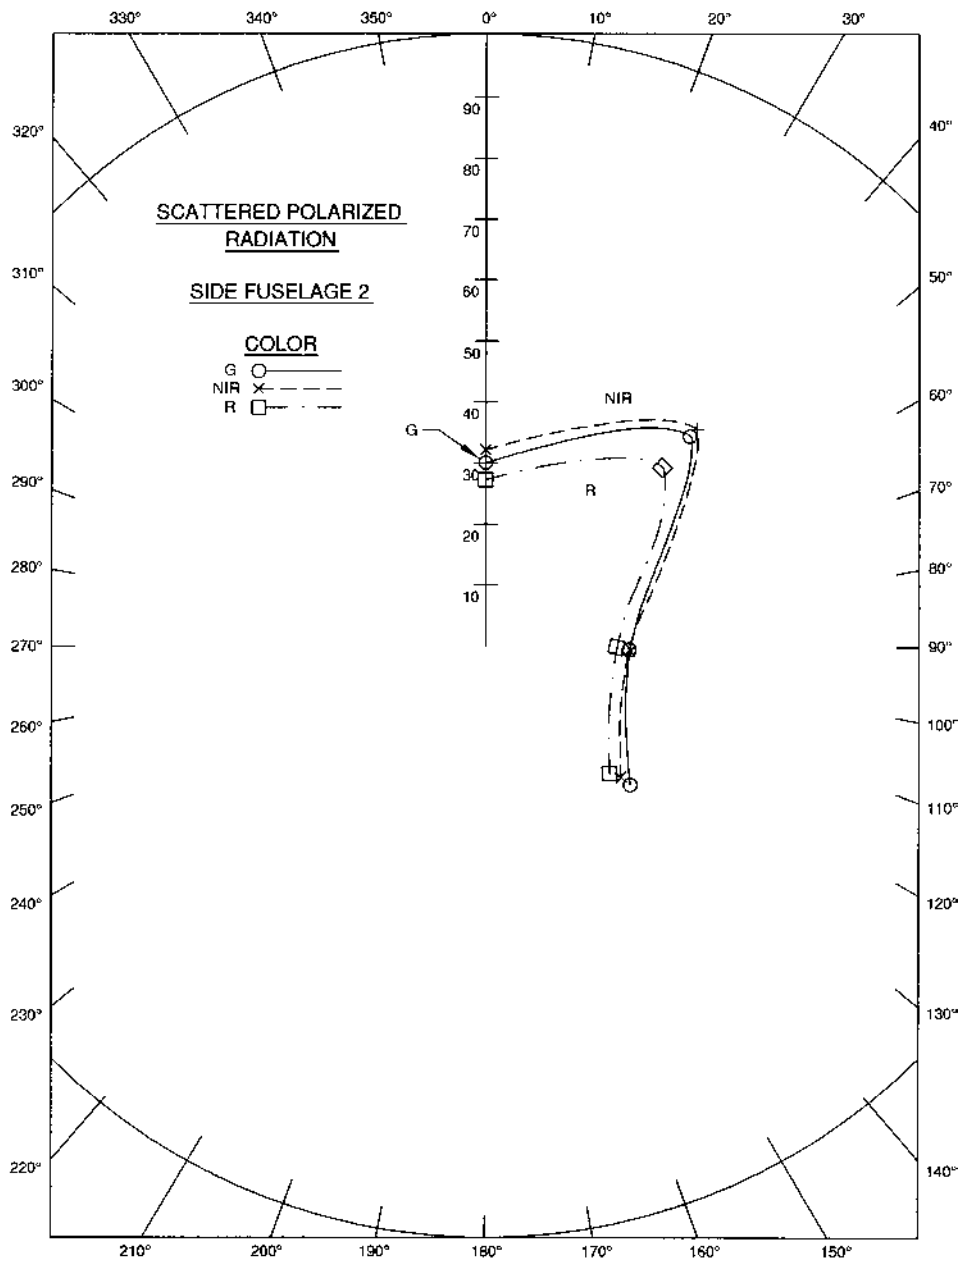 330° 340° 350° 0° 10° 20° 30°
320° 90 40°
80
SCATTERED POLARIZED
RADIATION
70
310° SIDE FUSELAGE 2 60 50°
COLOR
50
G
NIR
R
300° 40 NIR 60°
G
290° 30 R 70°
20
280° 80°
10
270° 90°
260° 100°
250° 110°
240° 120°
230° 130°
220° 140°
210° 200° 190° 180° 170° 160° 150°